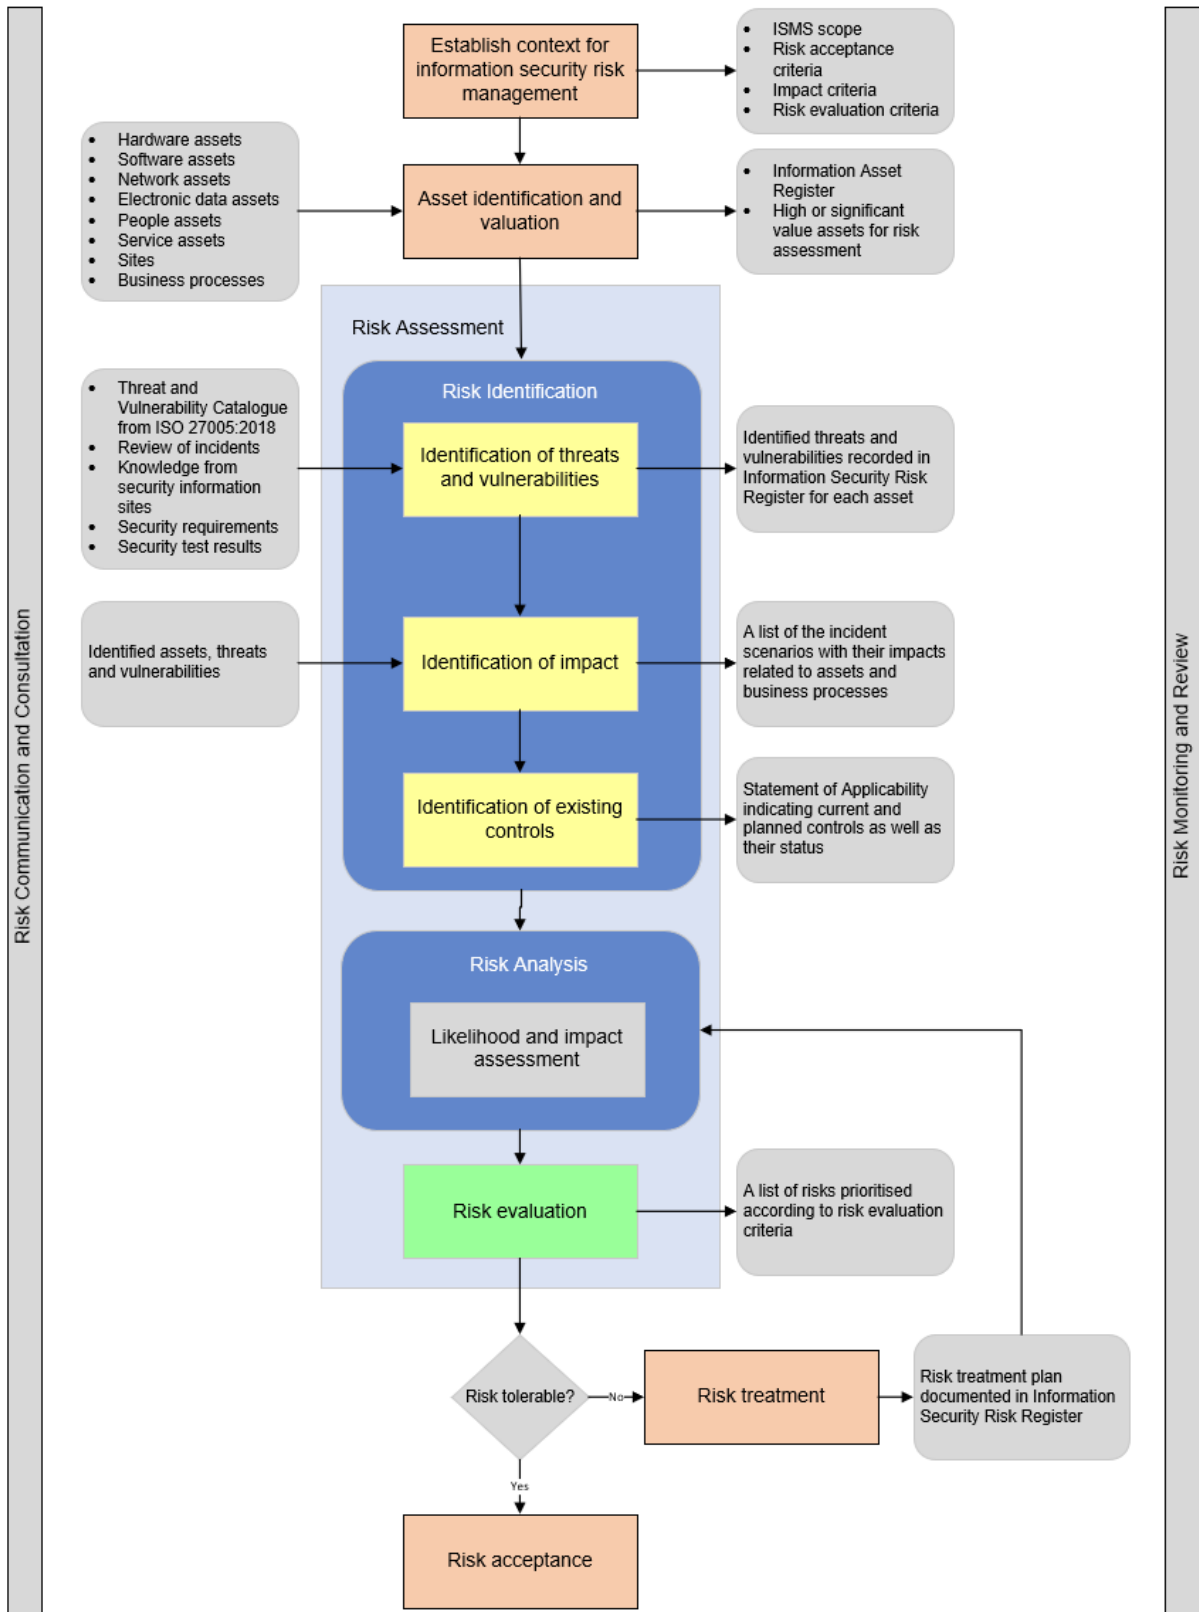 Establish context for
information security risk
management
• ISMS scope
• Risk acceptance
criteria
• Impact criteria
• Risk evaluation criteria
• Hardware assets
• Software assets
• Network assets
• Electronic data assets
• People assets
• Service assets
• Sites
• Business processes
Asset identification and
valuation
• Information Asset
Register
• High or significant
value assets for risk
assessment
Risk Assessment
Risk Identification
• Threat and
Vulnerability Catalogue
from ISO 27005:2018
• Review of incidents
• Knowledge from
security information
sites
• Security requirements
• Security test results
Identification of threats
and vulnerabilities
Identified threats and
vulnerabilities recorded in
Information Security Risk
Register for each asset
Identified assets, threats
and vulnerabilities
Identification of impact
A list of the incident
scenarios with their impacts
related to assets and
business processes
Identification of existing
controls
Statement of Applicability
indicating current and
planned controls as well as
their status
Risk Analysis
Likelihood and impact
assessment
Risk evaluation
A list of risks prioritised
according to risk evaluation
criteria
Risk tolerable?
No
Risk treatment
Risk treatment plan
documented in Information
Security Risk Register
Yes
Risk acceptance
Risk Communication and Consultation
Risk Monitoring and Review